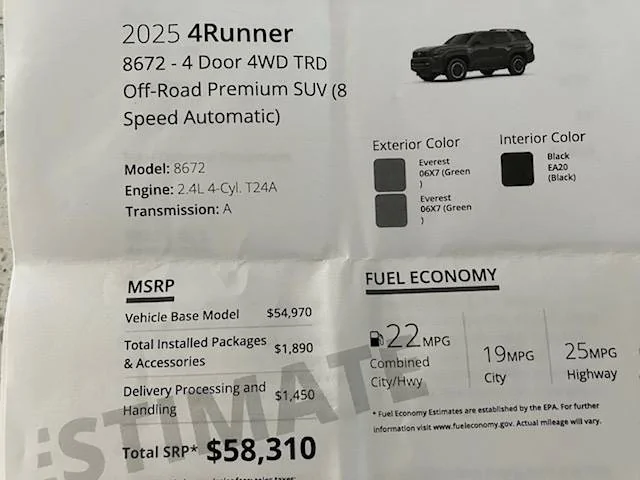 2025 4Runner
8672 - 4 Door 4WD TRD
Off-Road Premium SUV (8
Speed Automatic)
Model: 8672
Engine: 2.4L 4-Cyl. T24A
Transmission: A
Exterior Color
Everest
06X7 (Green
)
Everest
06X7 (Green
)
Interior Color
Black
EA20
(Black)
MSRP
Vehicle Base Model $54,970
Total Installed Packages
& Accessories $1,890
Delivery Processing and
Handling $1,450
Total SRP* $58,310
ESTIMATE
FUEL ECONOMY
22 MPG
Combined
City/Hwy
19MPG
City
25MPG
Highway
* Fuel Economy Estimates are established by the EPA. For further
information visit www.fueleconomy.gov. Actual mileage will vary.